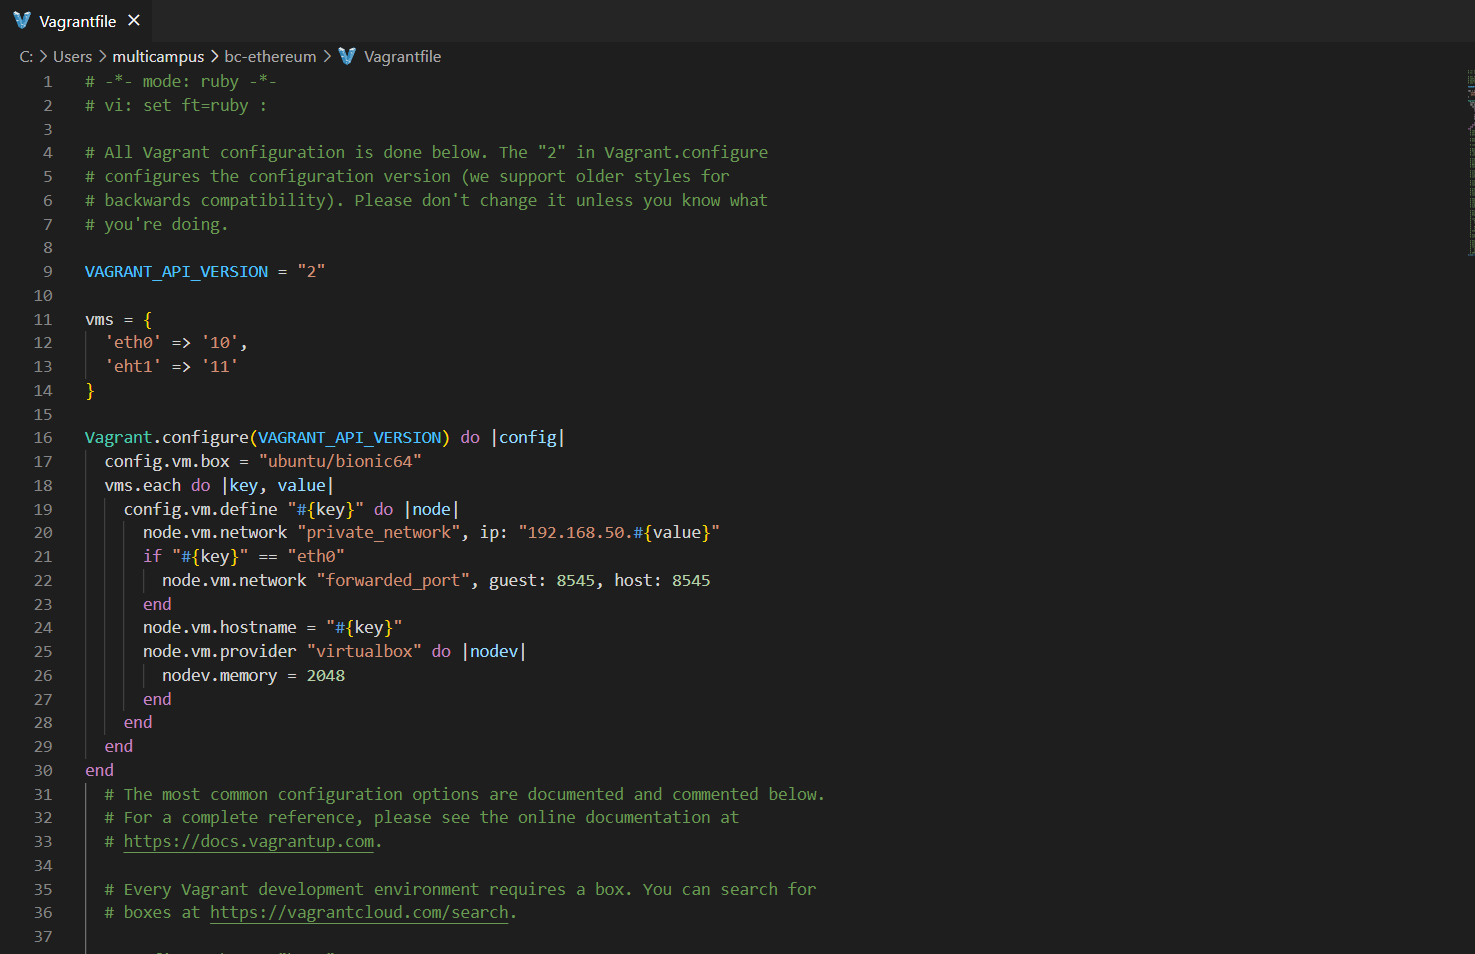 Vagrantfile
C: > Users > multicampus > bc-ethereum > Vagrantfile
1 # -*- mode: ruby -*-
2 # vi: set ft=ruby :
3
4 # All Vagrant configuration is done below. The "2" in Vagrant.configure
5 # configures the configuration version (we support older styles for
6 # backwards compatibility). Please don't change it unless you know what
7 # you're doing.
8
9 VAGRANT_API_VERSION = "2"
10
11 vms = {
12   'eth0' => '10',
13   'eht1' => '11'
14 }
15
16 Vagrant.configure(VAGRANT_API_VERSION) do |config|
17   config.vm.box = "ubuntu/bionic64"
18   vms.each do |key, value|
19     config.vm.define "#{key}" do |node|
20       node.vm.network "private_network", ip: "192.168.50.#{value}"
21       if "#{key}" == "eth0"
22         node.vm.network "forwarded_port", guest: 8545, host: 8545
23       end
24       node.vm.hostname = "#{key}"
25       node.vm.provider "virtualbox" do |nodev|
26         nodev.memory = 2048
27       end
28     end
29   end
30 end
31   # The most common configuration options are documented and commented below.
32   # For a complete reference, please see the online documentation at
33   # https://docs.vagrantup.com.
34
35   # Every Vagrant development environment requires a box. You can search for
36   # boxes at https://vagrantcloud.com/search.
37